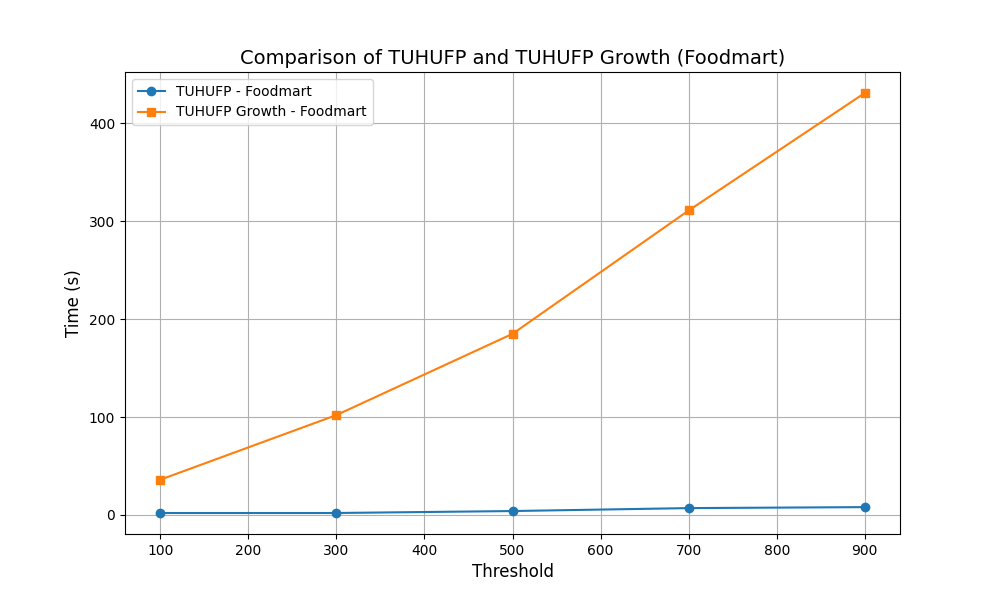 Comparison of TUHUFP and TUHUFP Growth (Foodmart)
TUHUFP - Foodmart
TUHUFP Growth - Foodmart
Time (s)
400
300
200
100
0
100 200 300 400 500 600 700 800 900
Threshold